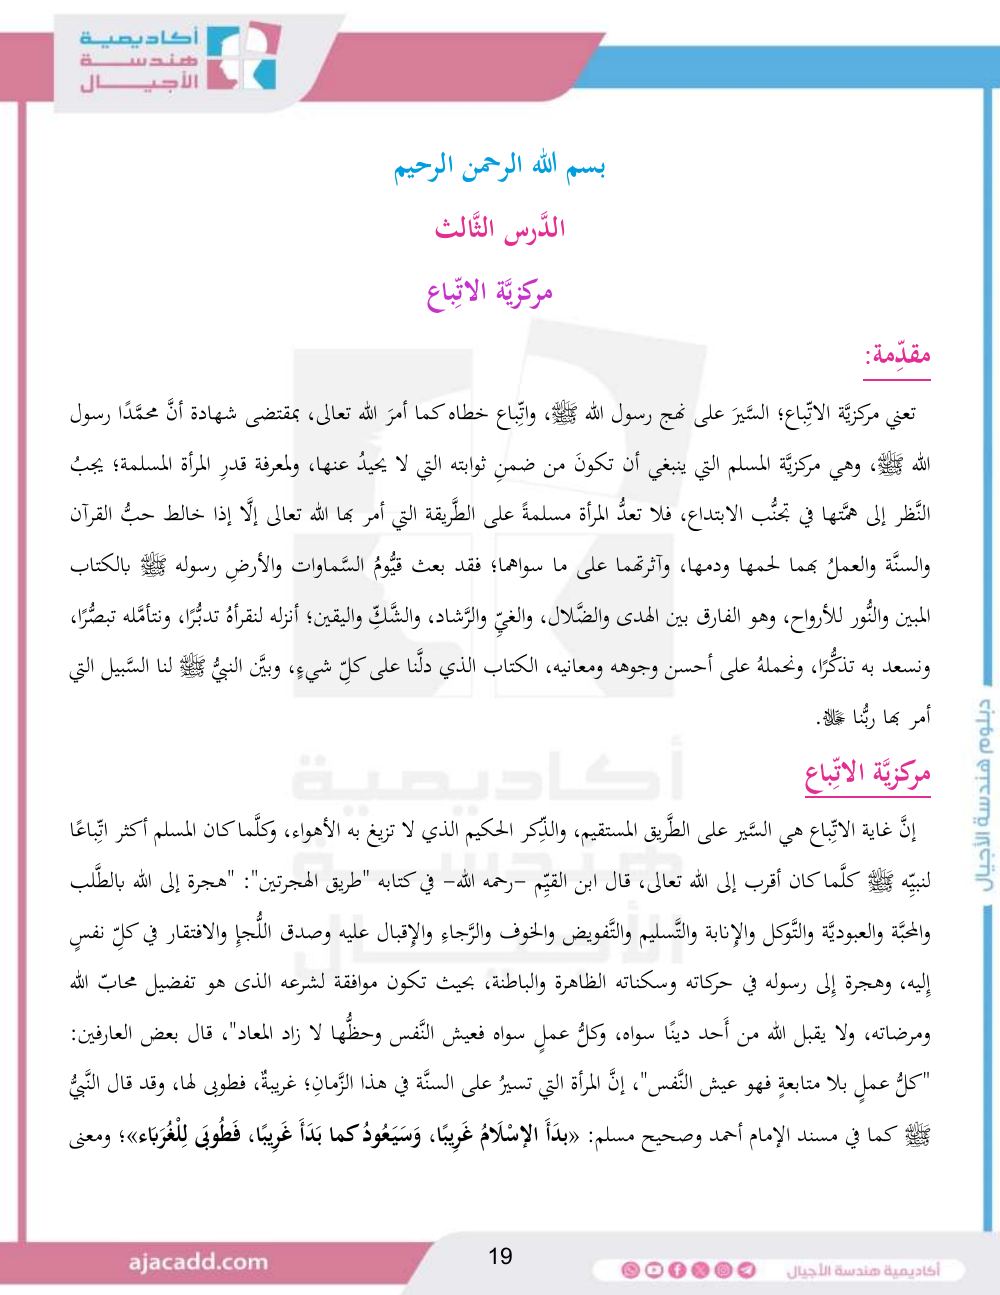 أكاديمية
هندسة
الأجيال
بسم الله الرحمن الرحيم
الدَّرس الثَّالث
مركزيَّة الاتِّباع
مقدِّمة:
تعني مركزيَّة الاتِّباع؛ السَّيرَ على نهج رسول الله ﷺ، واتِّباع خطاه كما أمرَ الله تعالى، بمقتضى شهادة أنَّ محمَّدًا رسول
الله ﷺ، وهي مركزيَّة المسلم التي ينبغي أن تكونَ من ضمنِ ثوابته التي لا يحيدُ عنها، ولمعرفة قدرِ المرأة المسلمة؛ يجبُ
النَّظر إلى همَّتها في تجنُّب الابتداع، فلا تعدُّ المرأة مسلمةً على الطَّريقة التي أمر بها الله تعالى إلَّا إذا خالط حبُّ القرآن
والسنَّة والعملُ بهما لحمها ودمها، وآثرتهما على ما سواهما؛ فقد بعث قيُّومُ السَّماوات والأرضِ رسوله ﷺ بالكتاب
المبين والنُّور للأرواح، وهو الفارق بين الهدى والضَّلال، والغيِّ والرَّشاد، والشَّكِّ واليقين؛ أنزله لنقرأهُ تدبُّرًا، ونتأمَّله تبصُّرًا،
ونسعد به تذكُّرًا، ونحملهُ على أحسن وجوهه ومعانيه، الكتاب الذي دلَّنا على كلِّ شيءٍ، وبيَّن النبيُّ ﷺ لنا السَّبيل التي
أمر بها ربُّنا ﷻ.
مركزيَّة الاتِّباع
إنَّ غاية الاتِّباع هي السَّير على الطَّريق المستقيم، والذِّكر الحكيم الذي لا تزيغ به الأهواء، وكلَّما كان المسلم أكثر اتِّباعًا
لنبيِّه ﷺ كلَّما كان أقرب إلى الله تعالى، قال ابن القيِّم –رحمه الله– في كتابه "طريق الهجرتين": "هجرة إلى الله بالطَّلب
والمحبَّة والعبوديَّة والتَّوكل والإنابة والتَّسليم والتَّفويض والخوف والرَّجاءِ والإقبال عليه وصدق اللُّجإِ والافتقار في كلِّ نفسٍ
إليه، وهجرة إلى رسوله في حركاته وسكناته الظاهرة والباطنة، بحيث تكون موافقة لشرعه الذى هو تفضيل محابّ الله
ومرضاته، ولا يقبل الله من أَحد دينًا سواه، وكلُّ عملٍ سواه فعيش النَّفس وحظُّها لا زاد المعاد"، قال بعض العارفين:
"كلُّ عملٍ بلا متابعةٍ فهو عيش النَّفس"، إنَّ المرأة التي تسيرُ على السنَّة في هذا الزَّمانِ؛ غريبةٌ، فطوبى لها، وقد قال النَّبيُّ
ﷺ كما في مسند الإمام أحمد وصحيح مسلم: «بدَأَ الإسْلَامُ غَرِيبًا، وَسَيَعُودُ كما بَدَأَ غَرِيبًا، فَطُوبَى لِلْغُرَبَاء»؛ ومعنى
دبلوم هندسة الأجيال
أكاديمية
هندسة
الأجيال
ajacadd.com
19
أكاديمية هندسة الأجيال